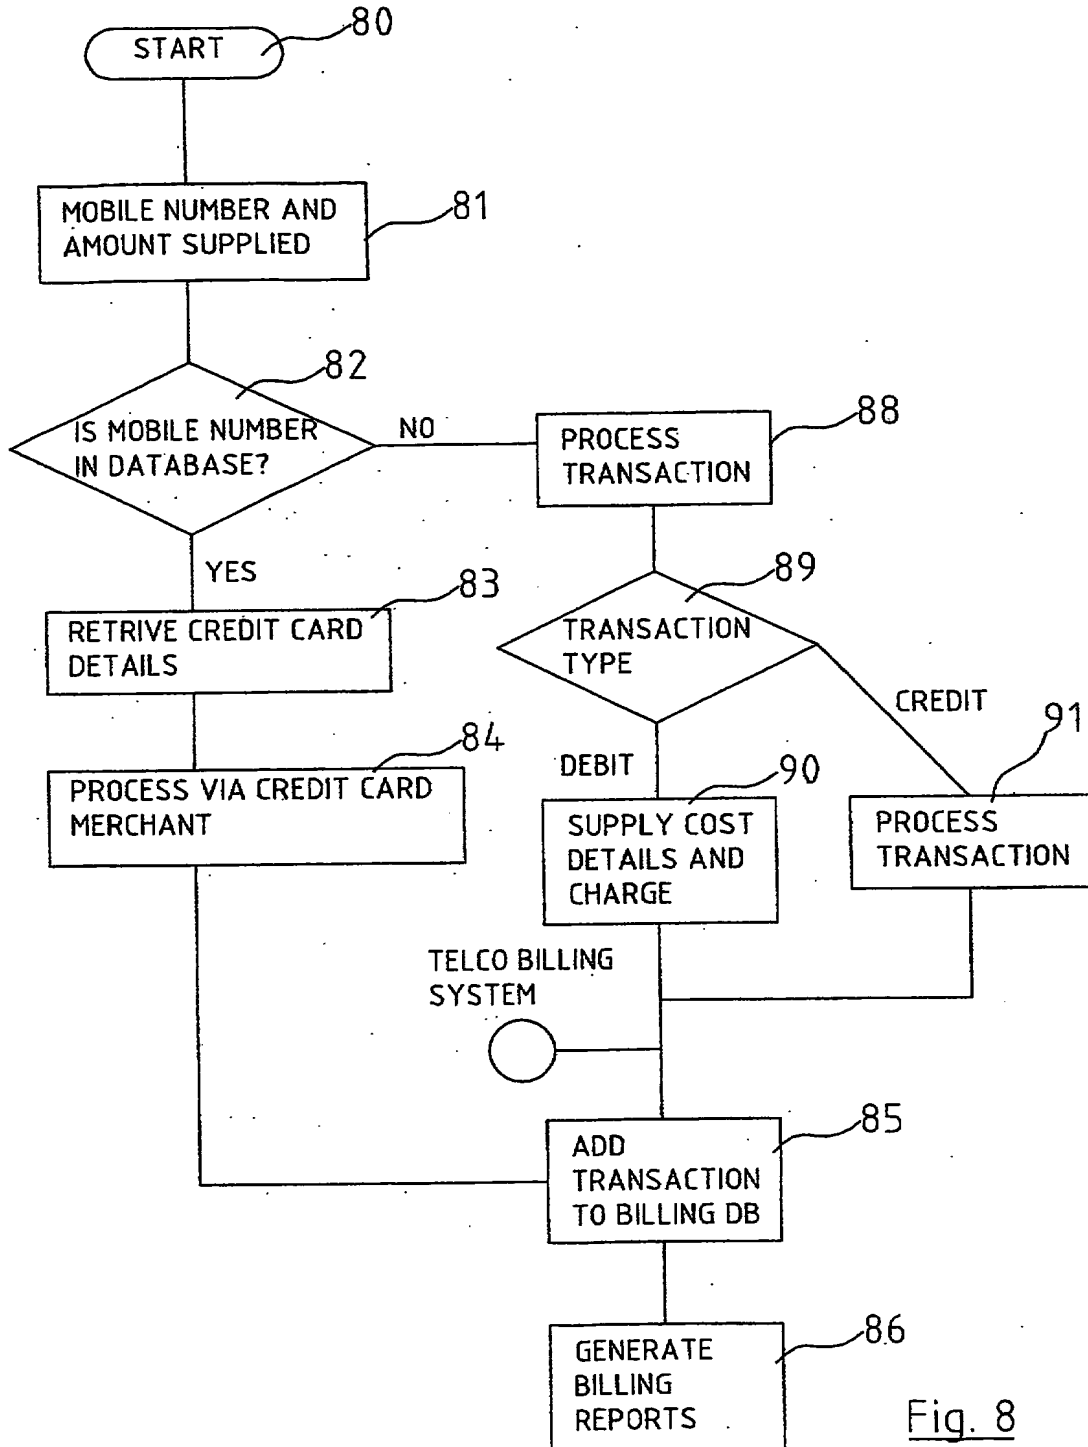 START
80
MOBILE NUMBER AND
AMOUNT SUPPLIED
81
82
IS MOBILE NUMBER
IN DATABASE?
NO
PROCESS
TRANSACTION
88
YES
RETRIVE CREDIT CARD
DETAILS
83
TRANSACTION
TYPE
89
CREDIT
PROCESS VIA CREDIT CARD
MERCHANT
84
DEBIT
SUPPLY COST
DETAILS AND
CHARGE
90
PROCESS
TRANSACTION
91
TELCO BILLING
SYSTEM
ADD
TRANSACTION
TO BILLING DB
85
GENERATE
BILLING
REPORTS
86
Fig. 8